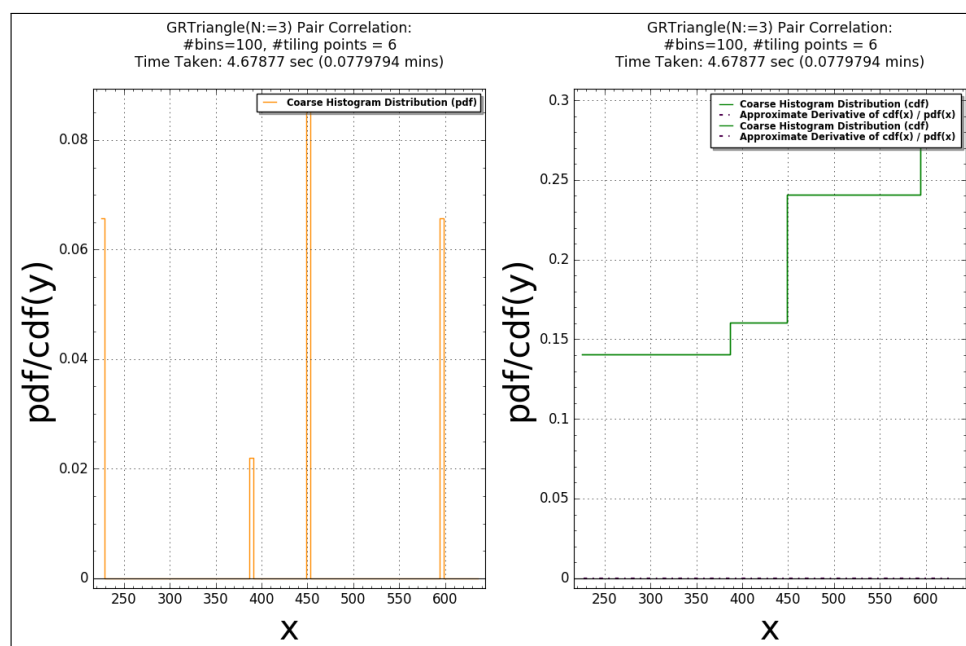 GRTriangle(N:=3) Pair Correlation:
#bins=100, #tiling points = 6
Time Taken: 4.67877 sec (0.0779794 mins)
Coarse Histogram Distribution (pdf)
0.08
0.06
0.04
0.02
0
pdf/cdf(y)
250 300 350 400 450 500 550 600
x
GRTriangle(N:=3) Pair Correlation:
#bins=100, #tiling points = 6
Time Taken: 4.67877 sec (0.0779794 mins)
Coarse Histogram Distribution (cdf)
Approximate Derivative of cdf(x) / pdf(x)
Coarse Histogram Distribution (cdf)
Approximate Derivative of cdf(x) / pdf(x)
0.3
0.25
0.2
0.15
0.1
0.05
0
pdf/cdf(y)
250 300 350 400 450 500 550 600
x